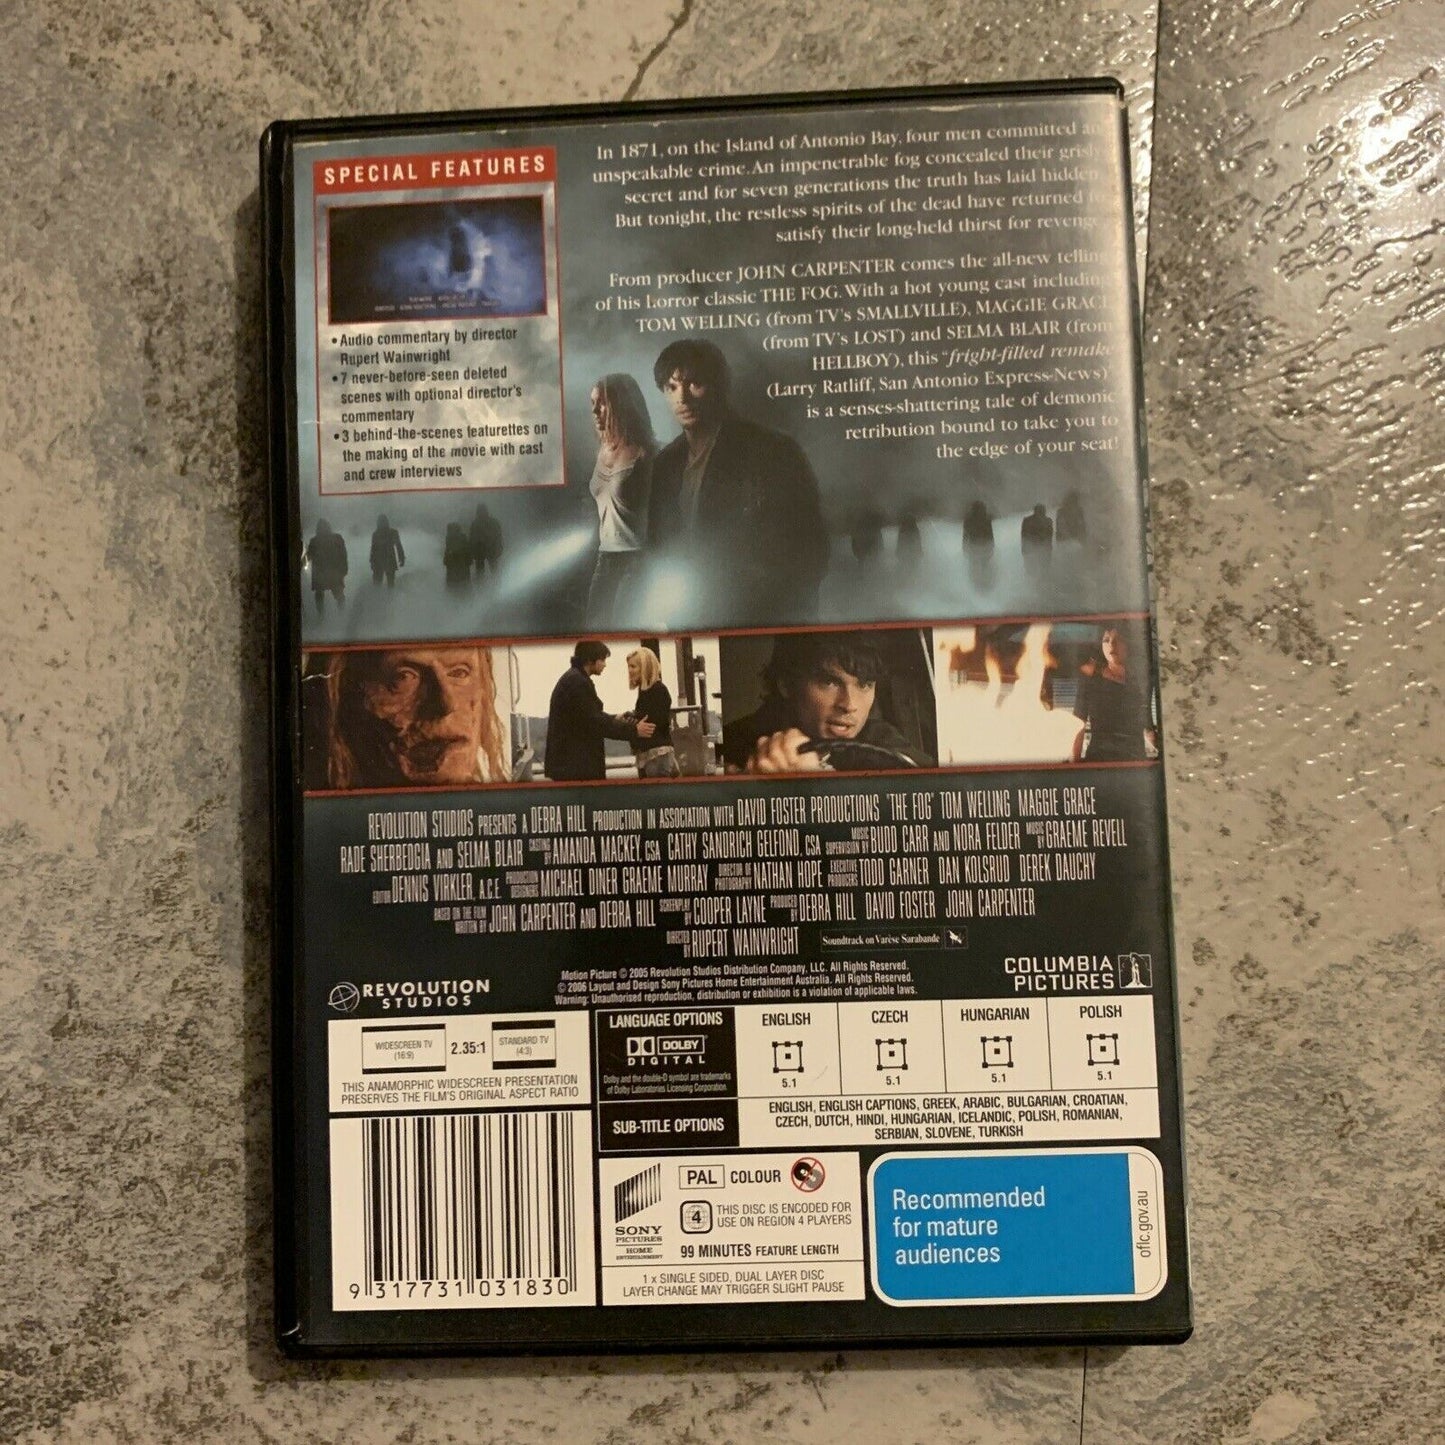 SPECIAL FEATURES
• Audio commentary by director
Rupert Wainwright
• 7 never-before-seen deleted
scenes with optional director's
commentary
• 3 behind-the-scenes featurettes on
the making of the movie with cast
and crew interviews
In 1871, on the Island of Antonio Bay, four men committed an
unspeakable crime. An impenetrable fog concealed their grisly
secret and for seven generations the truth has laid hidden.
But tonight, the restless spirits of the dead have returned to
satisfy their long-held thirst for revenge.
From producer JOHN CARPENTER comes the all-new telling
of his horror classic THE FOG. With a hot young cast including
TOM WELLING (from TV's SMALLVILLE), MAGGIE GRACE
(from TV's LOST) and SELMA BLAIR (from
HELLBOY), this "fright-filled remake"
(Larry Ratliff, San Antonio Express-News)
is a senses-shattering tale of demonic
retribution bound to take you to
the edge of your seat!
REVOLUTION STUDIOS PRESENTS A DEBRA HILL PRODUCTION IN ASSOCIATION WITH DAVID FOSTER PRODUCTIONS "THE FOG" TOM WELLING MAGGIE GRACE
RADE SHERBEDGIA AND SELMA BLAIR CASTING BY AMANDA MACKEY, CSA CATHY SANDRICH GELFOND, CSA MUSIC SUPERVISION BY BUDD CARR AND NORA FELDER MUSIC BY GRAEME REVELL
EDITOR DENNIS VIRKLER, A.C.E. PRODUCTION DESIGNERS MICHAEL DINER GRAEME MURRAY DIRECTOR OF PHOTOGRAPHY NATHAN HOPE EXECUTIVE PRODUCERS TODD GARNER DAN KOLSRUD DEREK DAUCHY
BASED ON THE FILM WRITTEN BY JOHN CARPENTER AND DEBRA HILL SCREENPLAY BY COOPER LAYNE PRODUCED BY DEBRA HILL DAVID FOSTER JOHN CARPENTER
DIRECTED BY RUPERT WAINWRIGHT Soundtrack on Varèse Sarabande
REVOLUTION
STUDIOS
Motion Picture © 2005 Revolution Studios Distribution Company, LLC. All Rights Reserved.
© 2006 Layout and Design Sony Pictures Home Entertainment Australia. All Rights Reserved.
Warning: Unauthorised reproduction, distribution or exhibition is a violation of applicable laws.
COLUMBIA
PICTURES
WIDESCREEN TV
(16:9)
2.35:1
STANDARD TV
(4:3)
THIS ANAMORPHIC WIDESCREEN PRESENTATION
PRESERVES THE FILM'S ORIGINAL ASPECT RATIO
LANGUAGE OPTIONS
DOLBY
DIGITAL
Dolby and the double-D symbol are trademarks
of Dolby Laboratories Licensing Corporation.
ENGLISH
5.1
CZECH
5.1
HUNGARIAN
5.1
POLISH
5.1
SUB-TITLE OPTIONS
ENGLISH, ENGLISH CAPTIONS, GREEK, ARABIC, BULGARIAN, CROATIAN,
CZECH, DUTCH, HINDI, HUNGARIAN, ICELANDIC, POLISH, ROMANIAN,
SERBIAN, SLOVENE, TURKISH
9 317731 031830
SONY
PICTURES
HOME
ENTERTAINMENT
PAL COLOUR
4
THIS DISC IS ENCODED FOR
USE ON REGION 4 PLAYERS
99 MINUTES FEATURE LENGTH
1 x SINGLE SIDED, DUAL LAYER DISC
LAYER CHANGE MAY TRIGGER SLIGHT PAUSE
Recommended
for mature
audiences
oflc.gov.au